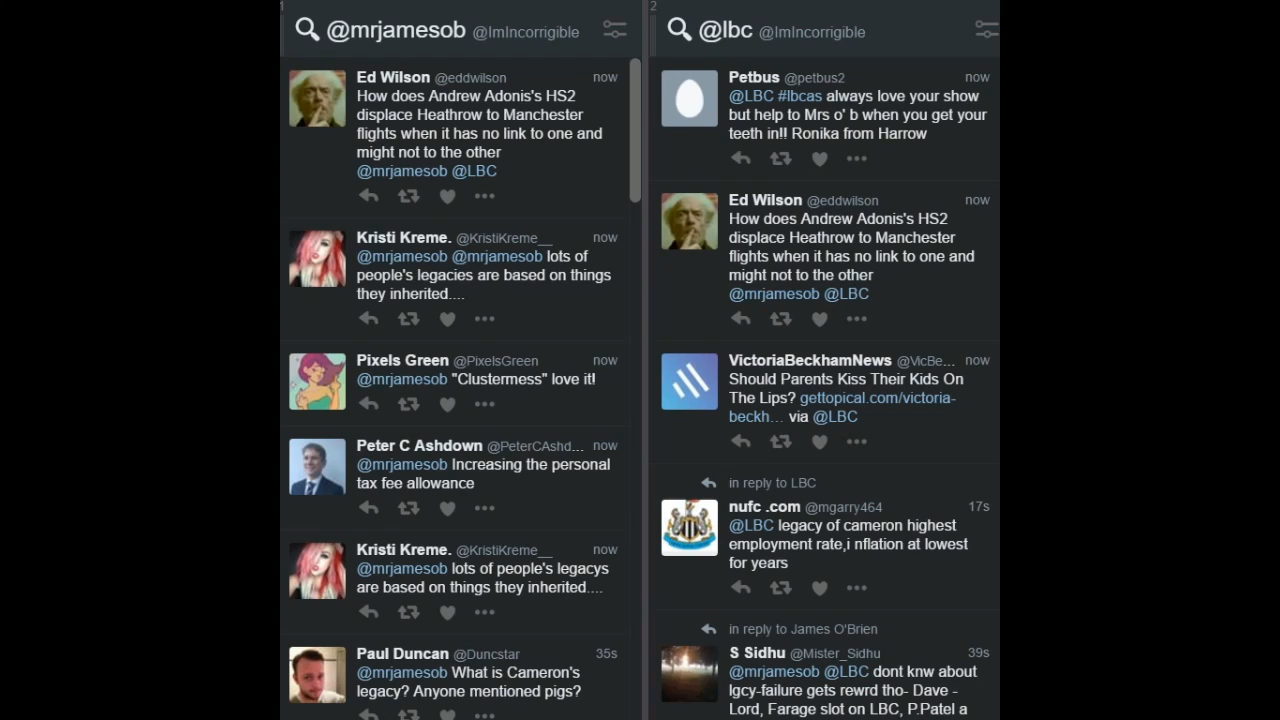 1
@mrjamesob @ImIncorrigible
Ed Wilson @eddwilson now
How does Andrew Adonis's HS2
displace Heathrow to Manchester
flights when it has no link to one and
might not to the other
@mrjamesob @LBC
Kristi Kreme. @KristiKreme__ now
@mrjamesob @mrjamesob lots of
people's legacies are based on things
they inherited....
Pixels Green @PixelsGreen now
@mrjamesob "Clusterness" love it!
Peter C Ashdown @PeterCAshd... now
@mrjamesob Increasing the personal
tax fee allowance
Kristi Kreme. @KristiKreme__ now
@mrjamesob lots of people's legacys
are based on things they inherited....
Paul Duncan @Duncstar 35s
@mrjamesob What is Cameron's
legacy? Anyone mentioned pigs?
2
@lbc @ImIncorrigible
Petbus @petbus2 now
@LBC #lbcas always love your show
but help to Mrs o' b when you get your
teeth in!! Ronika from Harrow
Ed Wilson @eddwilson now
How does Andrew Adonis's HS2
displace Heathrow to Manchester
flights when it has no link to one and
might not to the other
@mrjamesob @LBC
VictoriaBeckhamNews @VicBe... now
Should Parents Kiss Their Kids On
The Lips? gettopical.com/victoria-
beckh... via @LBC
in reply to LBC
nufc .com @mgarry464 17s
@LBC legacy of cameron highest
employment rate,i nflation at lowest
for years
in reply to James O'Brien
S Sidhu @Mister_Sidhu 39s
@mrjamesob @LBC dont knw about
lgcy-failure gets rewrd tho- Dave -
Lord, Farage slot on LBC, P.Patel a